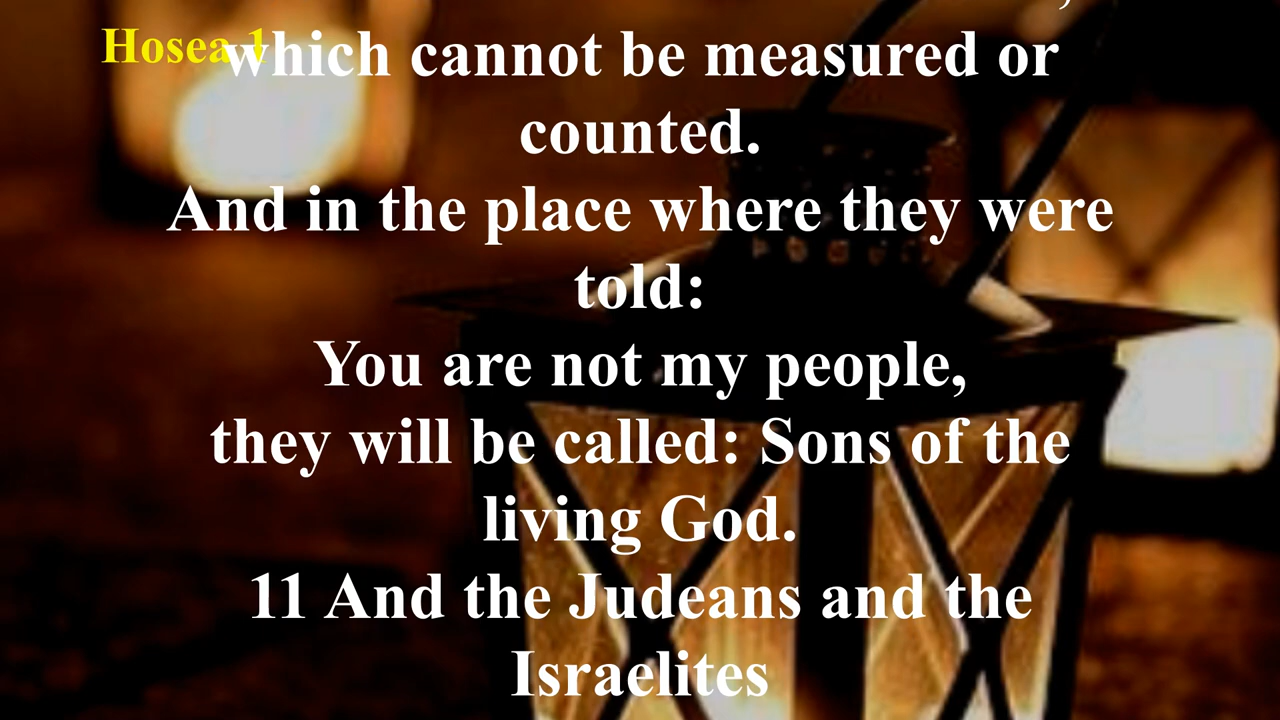 Hosea 1
which cannot be measured or
counted.
And in the place where they were
told:
You are not my people,
they will be called: Sons of the
living God.
11 And the Judeans and the
Israelites